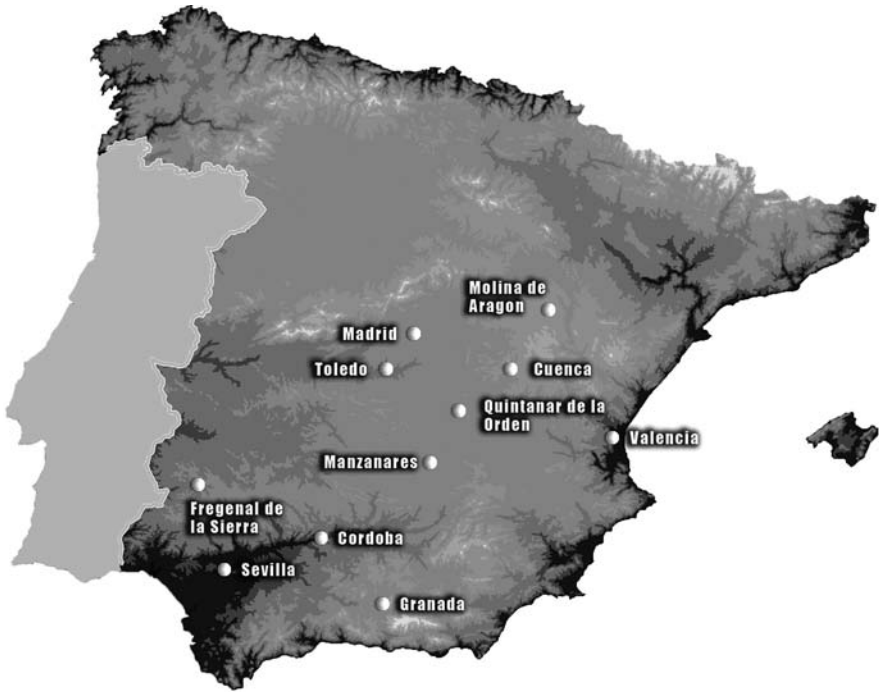 Molina de
Aragon
Madrid
Toledo
Cuenca
Quintanar de la
Orden
Valencia
Manzanares
Fregenal de
la Sierra
Cordoba
Sevilla
Granada